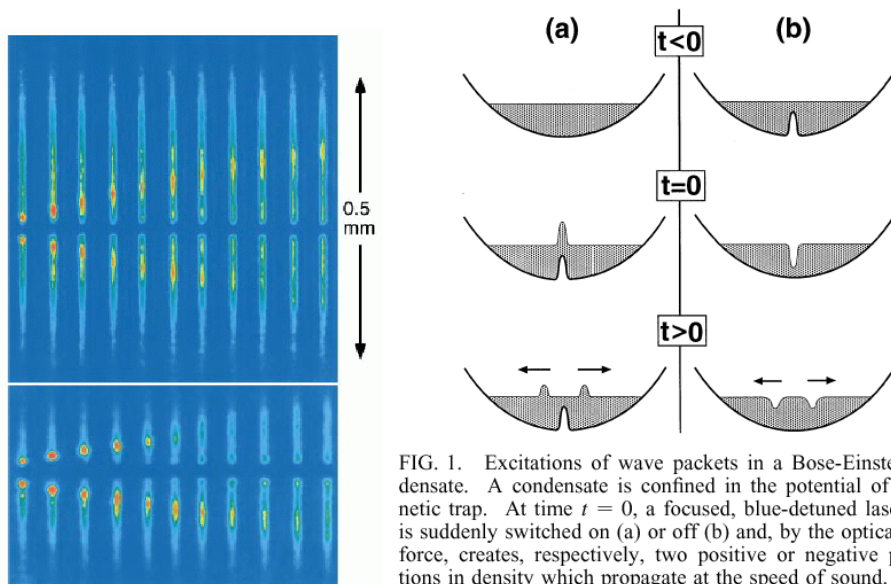 0.5
mm
(a)
(b)
t<0
t=0
t>0
FIG. 1. Excitations of wave packets in a Bose-Einste
densate. A condensate is confined in the potential of
netic trap. At time t = 0, a focused, blue-detuned lase
is suddenly switched on (a) or off (b) and, by the optical
force, creates, respectively, two positive or negative p
tions in density which propagate at the speed of sound.